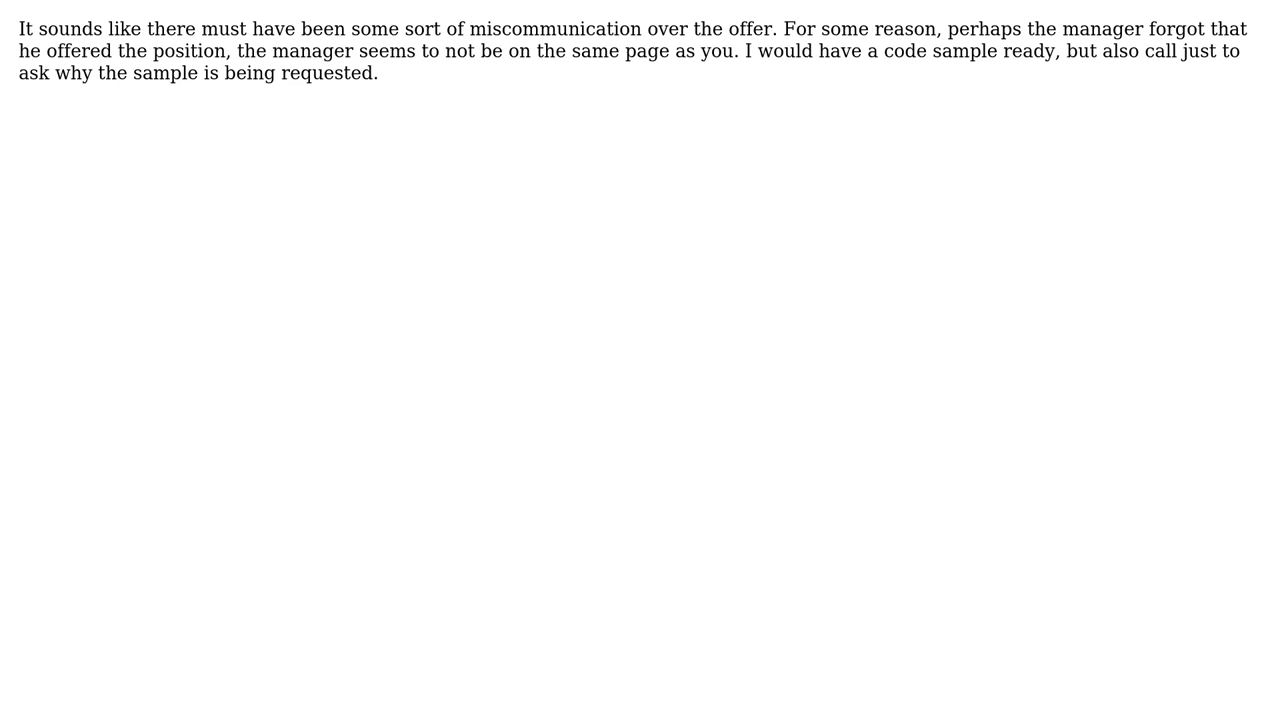 It sounds like there must have been some sort of miscommunication over the offer. For some reason, perhaps the manager forgot that
he offered the position, the manager seems to not be on the same page as you. I would have a code sample ready, but also call just to
ask why the sample is being requested.